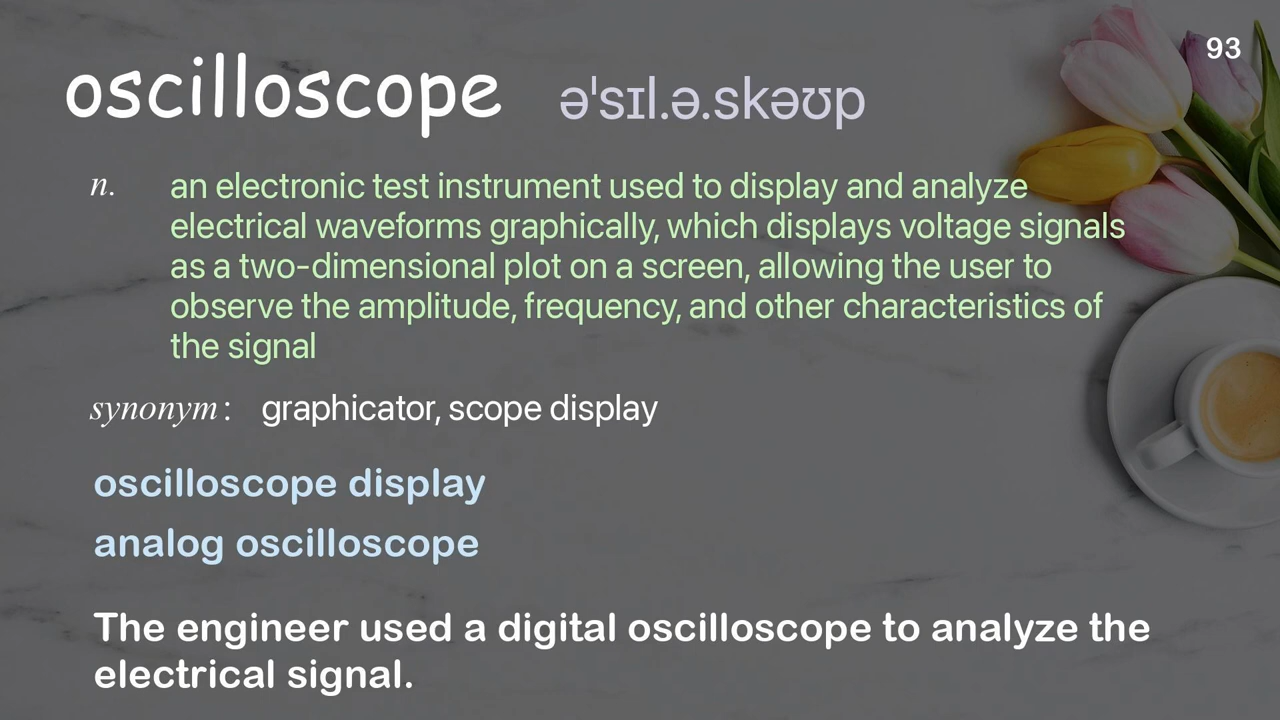 93
oscilloscope əˈsɪl.ə.skəʊp
n. an electronic test instrument used to display and analyze
electrical waveforms graphically, which displays voltage signals
as a two-dimensional plot on a screen, allowing the user to
observe the amplitude, frequency, and other characteristics of
the signal
synonym: graphicator, scope display
oscilloscope display
analog oscilloscope
The engineer used a digital oscilloscope to analyze the
electrical signal.